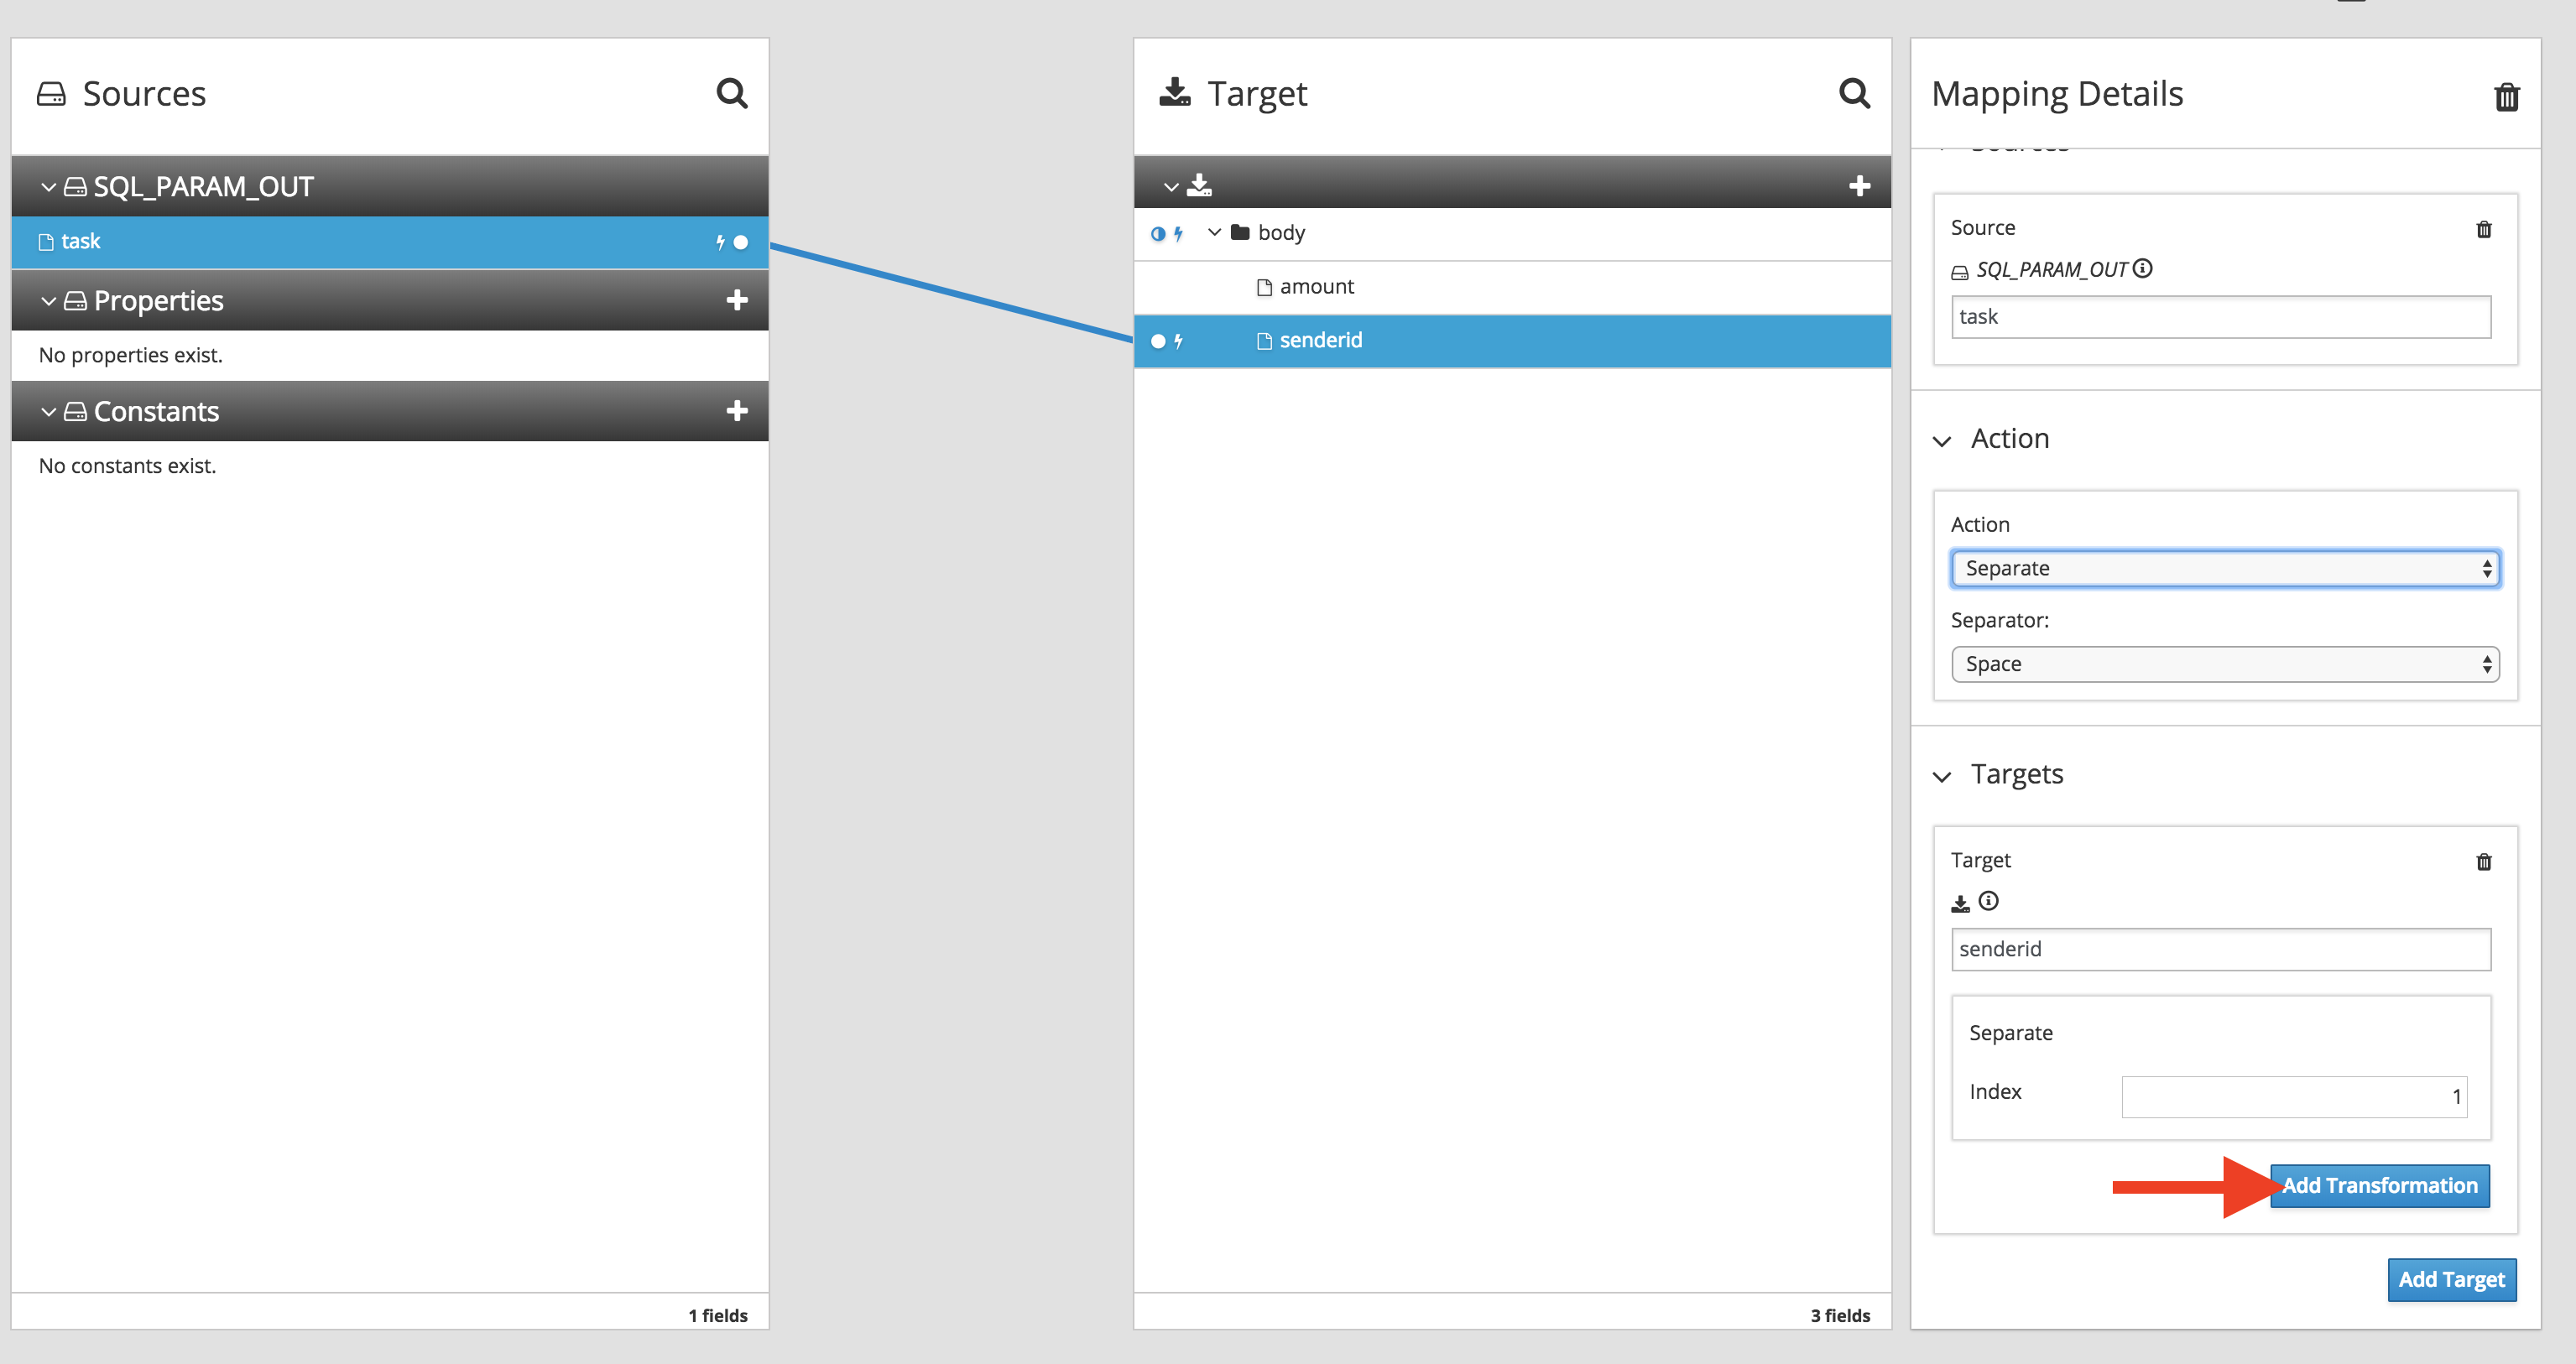 Sources
SQL_PARAM_OUT
task
Properties
No properties exist.
Constants
No constants exist.
1 fields
Target
body
amount
senderid
3 fields
Mapping Details
Sources
Source
SQL_PARAM_OUT
task
Action
Action
Separate
Separator:
Space
Targets
Target
senderid
Separate
Index 1
Add Transformation
Add Target